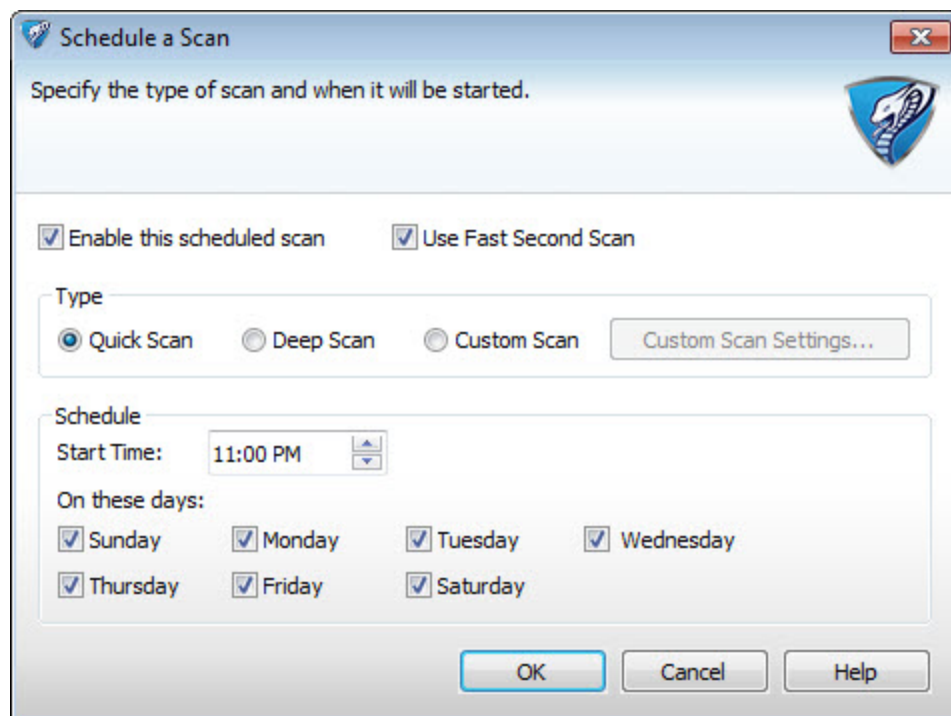 Schedule a Scan
Specify the type of scan and when it will be started.
Enable this scheduled scan Use Fast Second Scan
Type
Quick Scan Deep Scan Custom Scan Custom Scan Settings...
Schedule
Start Time: 11:00 PM
On these days:
Sunday Monday Tuesday Wednesday
Thursday Friday Saturday
OK Cancel Help